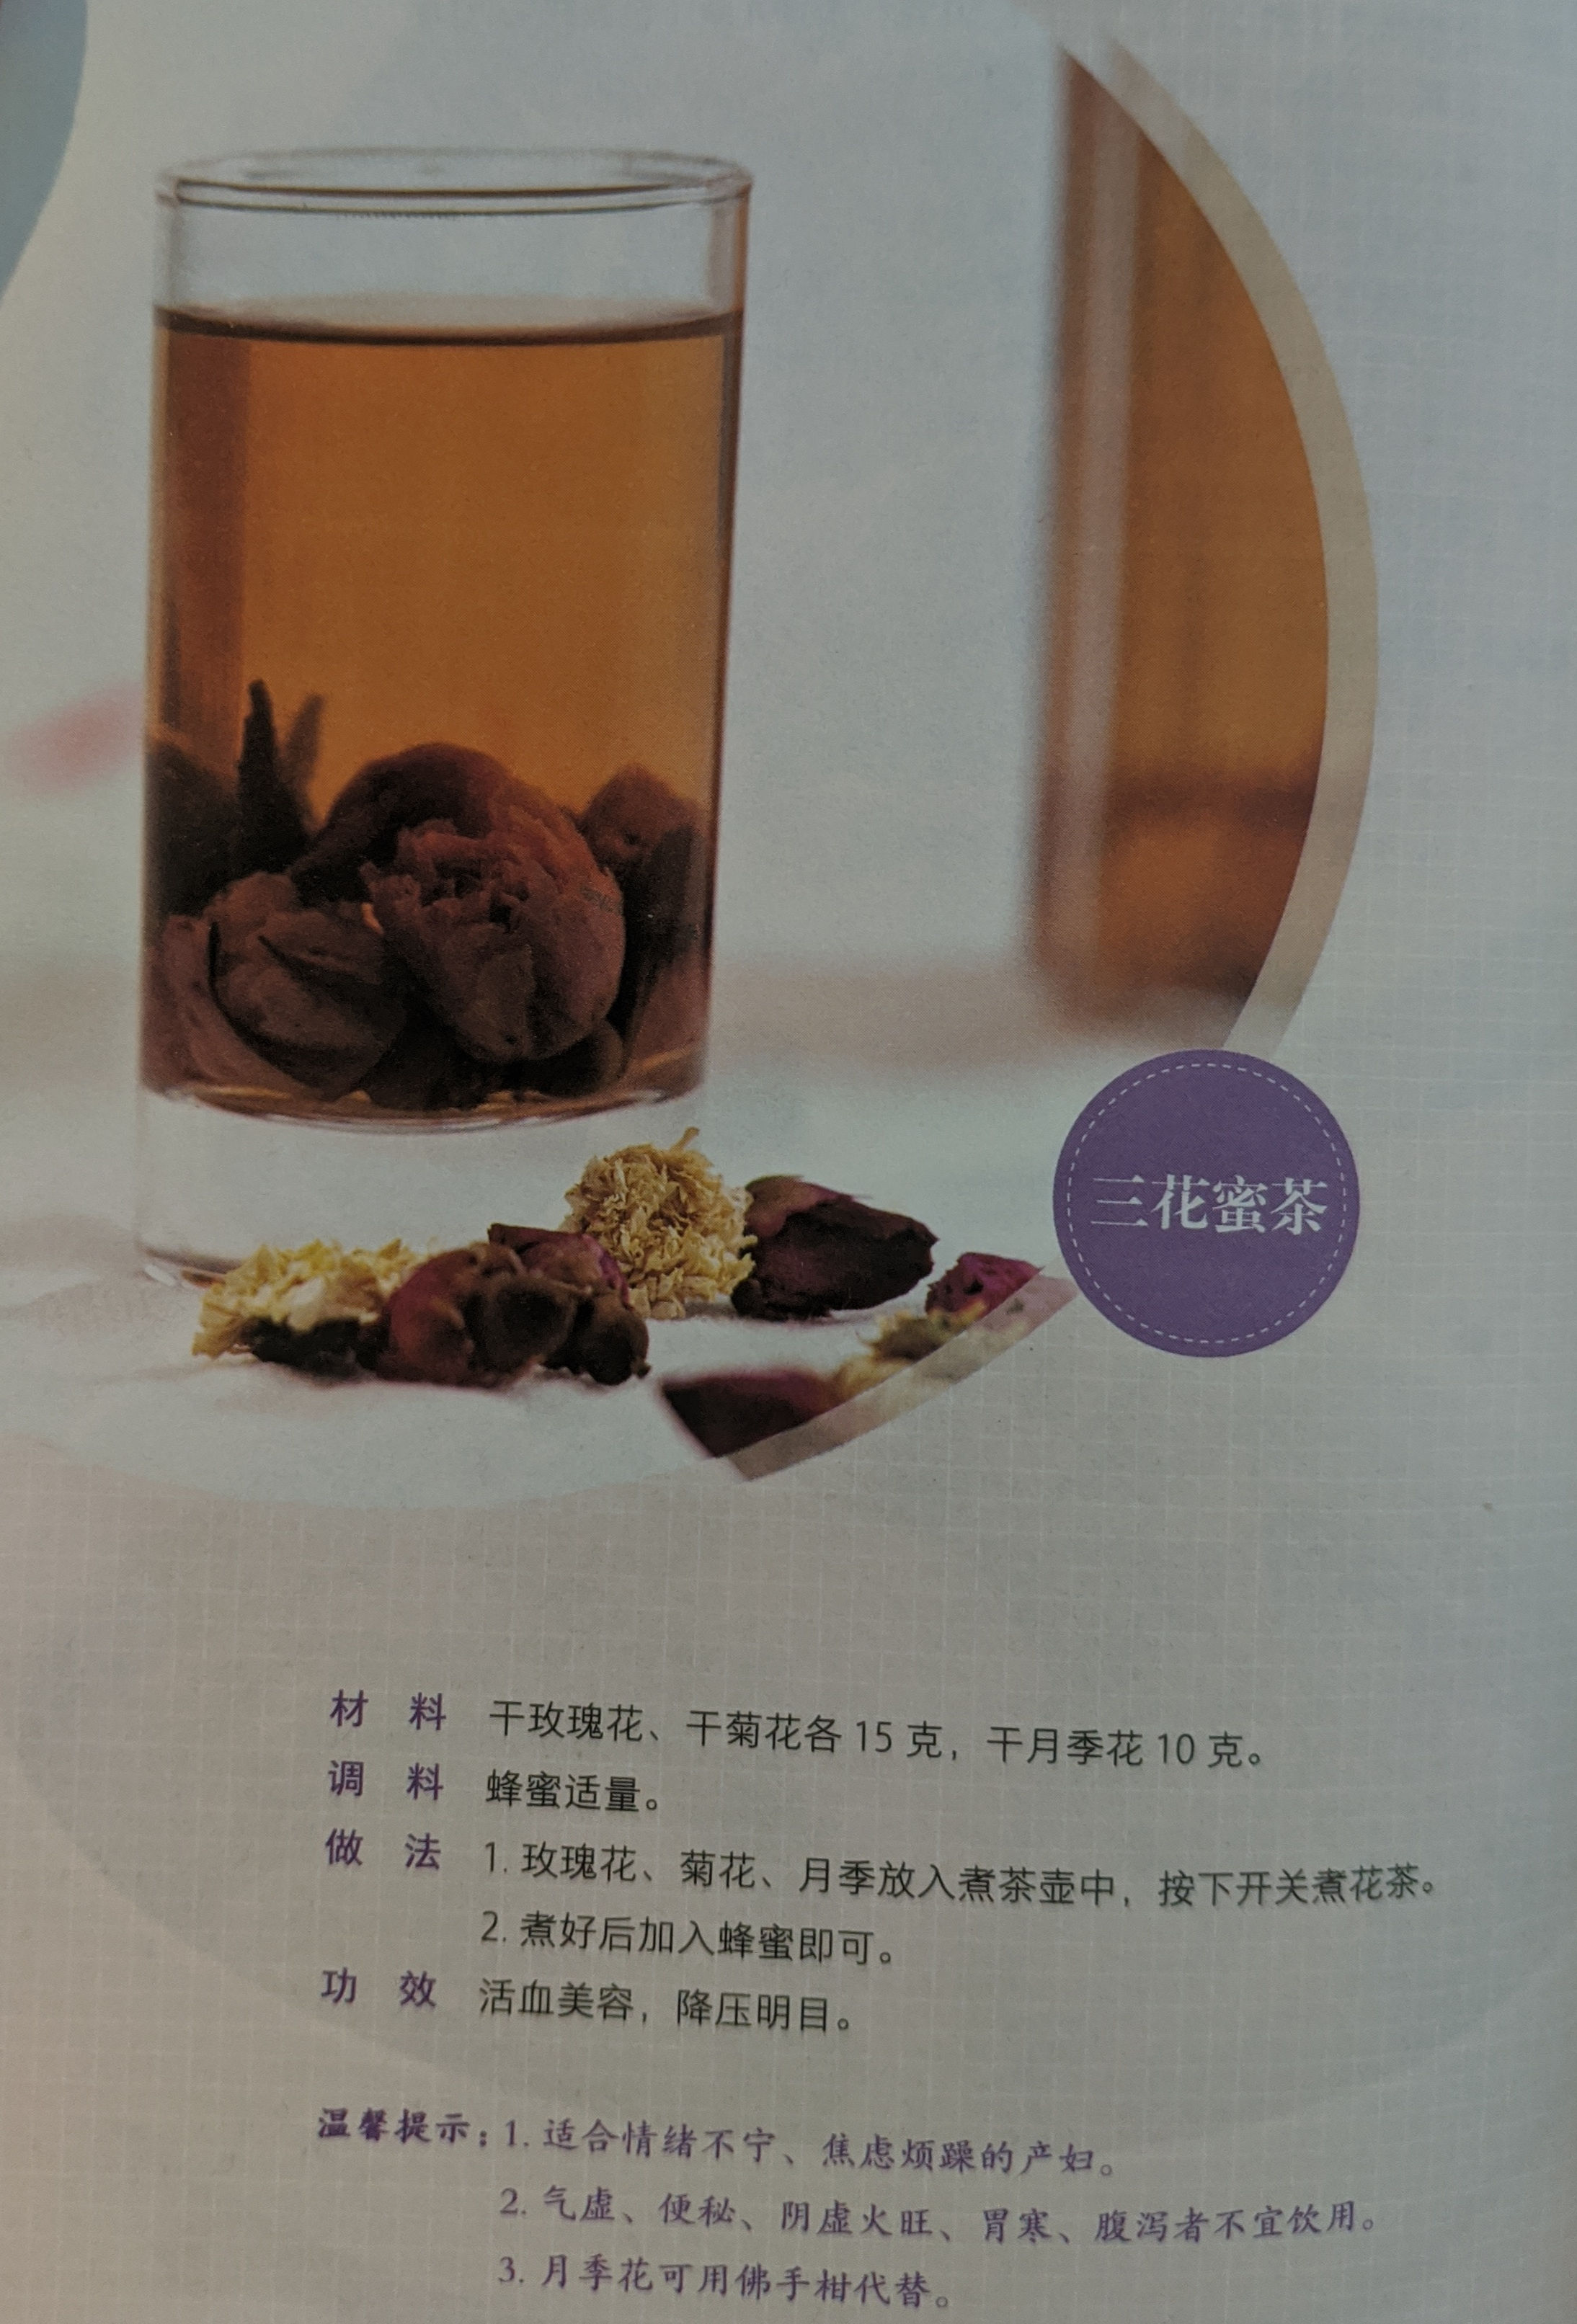 三花蜜茶
材 料 干玫瑰花、干菊花各 15 克，干月季花 10 克。
调 料 蜂蜜适量。
做 法 1. 玫瑰花、菊花、月季放入煮茶壶中，按下开关煮花茶。
2. 煮好后加入蜂蜜即可。
功 效 活血美容，降压明目。
温馨提示：1. 适合情绪不宁、焦虑烦躁的产妇。
2. 气虚、便秘、阴虚火旺、胃寒、腹泻者不宜饮用。
3. 月季花可用佛手柑代替。